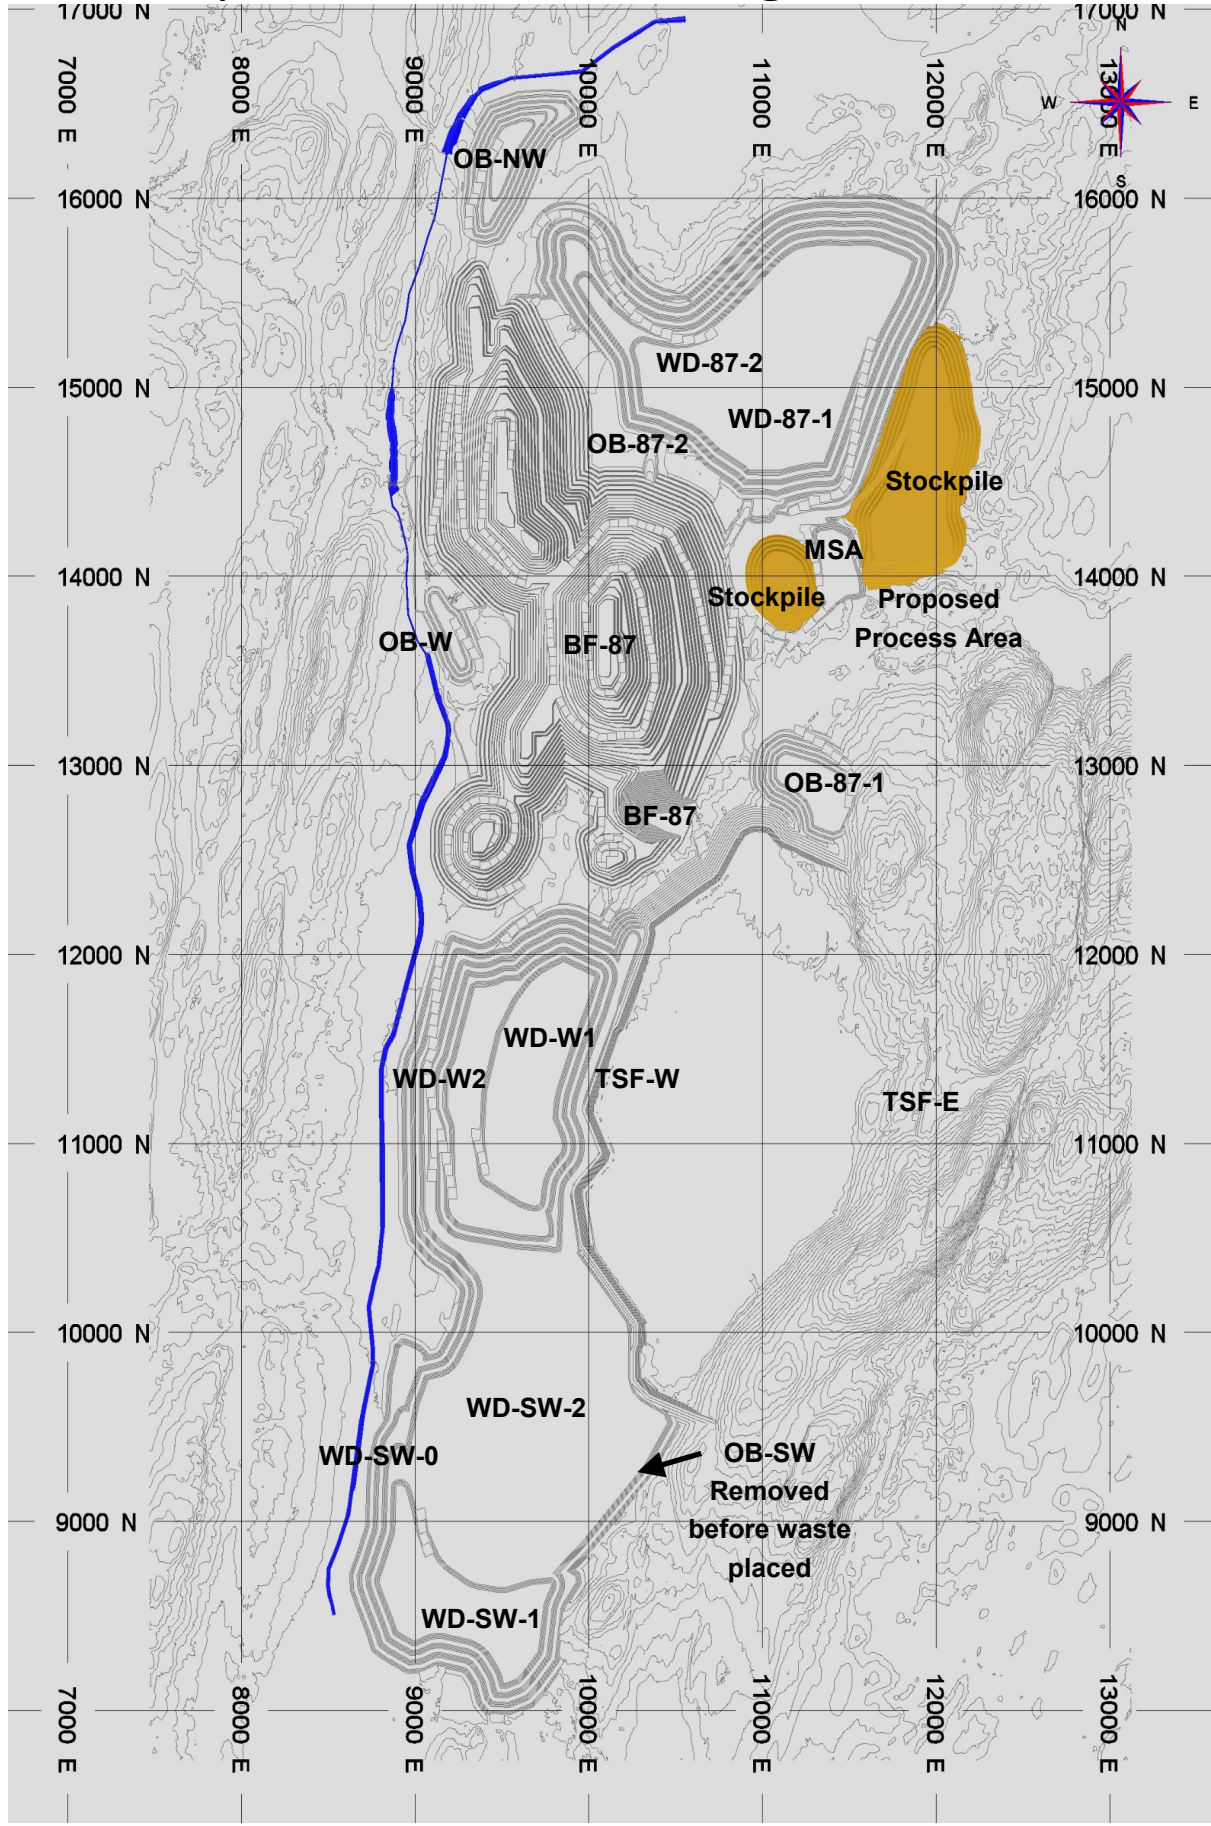 17000 N
17000 N
N
7000 E
8000 E
9000 E
10000 E
11000 E
12000 E
13000 E
W
E
S
OB-NW
16000 N
16000 N
WD-87-2
15000 N
15000 N
WD-87-1
OB-87-2
Stockpile
MSA
14000 N
14000 N
Stockpile
Proposed
Process Area
OB-W
BF-87
13000 N
13000 N
OB-87-1
BF-87
12000 N
12000 N
WD-W1
WD-W2
TSF-W
TSF-E
11000 N
11000 N
10000 N
10000 N
WD-SW-2
WD-SW-0
OB-SW
Removed
before waste
placed
9000 N
9000 N
WD-SW-1
7000 E
8000 E
9000 E
10000 E
11000 E
12000 E
13000 E